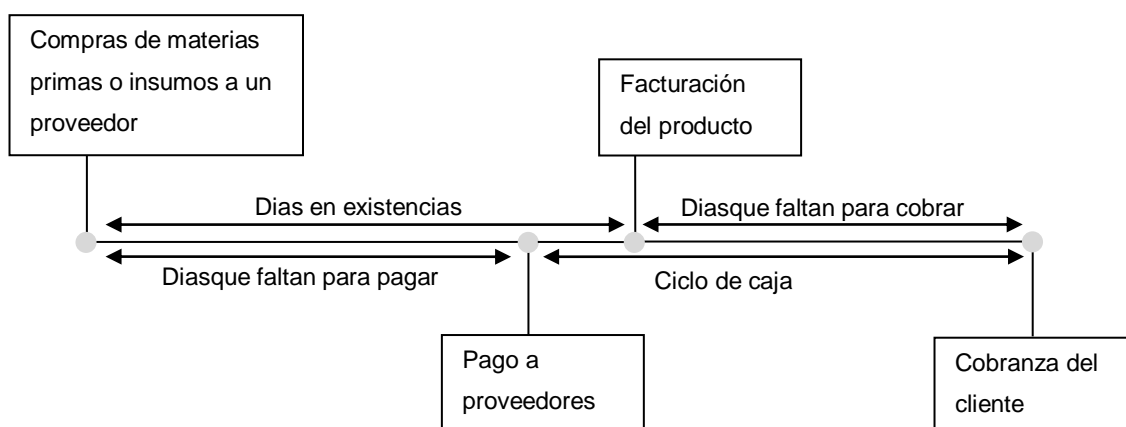 Compras de materias
primas o insumos a un
proveedor
Facturación
del producto
Dias en existencias
Diasque faltan para cobrar
Diasque faltan para pagar
Ciclo de caja
Pago a
proveedores
Cobranza del
cliente